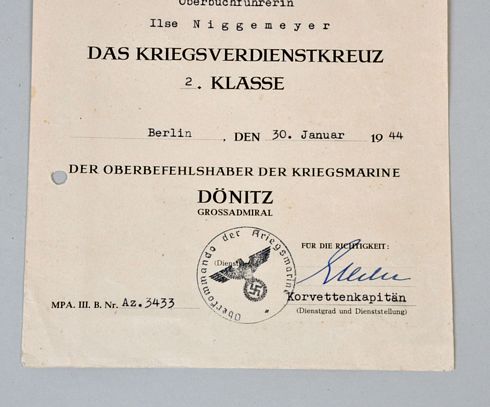 Oberbuchführerin
Ilse Niggemeyer
DAS KRIEGSVERDIENSTKREUZ
2. KLASSE
Berlin, DEN 30. Januar 1944
DER OBERBEFEHLSHABER DER KRIEGSMARINE
DÖNITZ
GROSSADMIRAL
FÜR DIE RICHTIGKEIT:
Oberkommando der Kriegsmarine
(Dienst
MPA. III. B. Nr. Az. 3433
Korvettenkapitän
(Dienstgrad und Dienststellung)